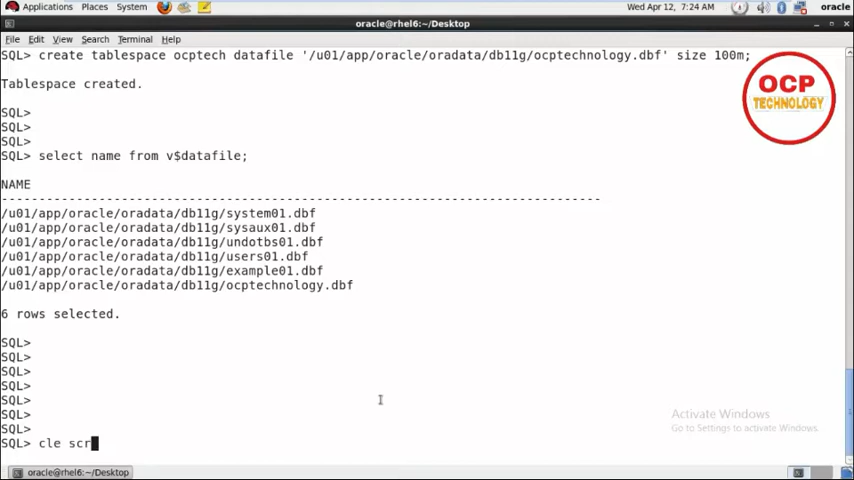 Applications Places System Wed Apr 12, 7:24 AM oracle
oracle@rhel6:~/Desktop
File Edit View Search Terminal Help
SQL> create tablespace ocptech datafile '/u01/app/oracle/oradata/db11g/ocptechnology.dbf' size 100m;
OCP
TECHNOLOGY
Tablespace created.
SQL>
SQL>
SQL>
SQL> select name from v$datafile;
NAME
--------------------------------------------------------------------------------
/u01/app/oracle/oradata/db11g/system01.dbf
/u01/app/oracle/oradata/db11g/sysaux01.dbf
/u01/app/oracle/oradata/db11g/undotbs01.dbf
/u01/app/oracle/oradata/db11g/users01.dbf
/u01/app/oracle/oradata/db11g/example01.dbf
/u01/app/oracle/oradata/db11g/ocptechnology.dbf
6 rows selected.
SQL>
SQL>
SQL>
SQL>
SQL>
SQL>
SQL>
SQL> cle scr
Activate Windows
Go to Settings to activate Windows.
oracle@rhel6:~/Desktop